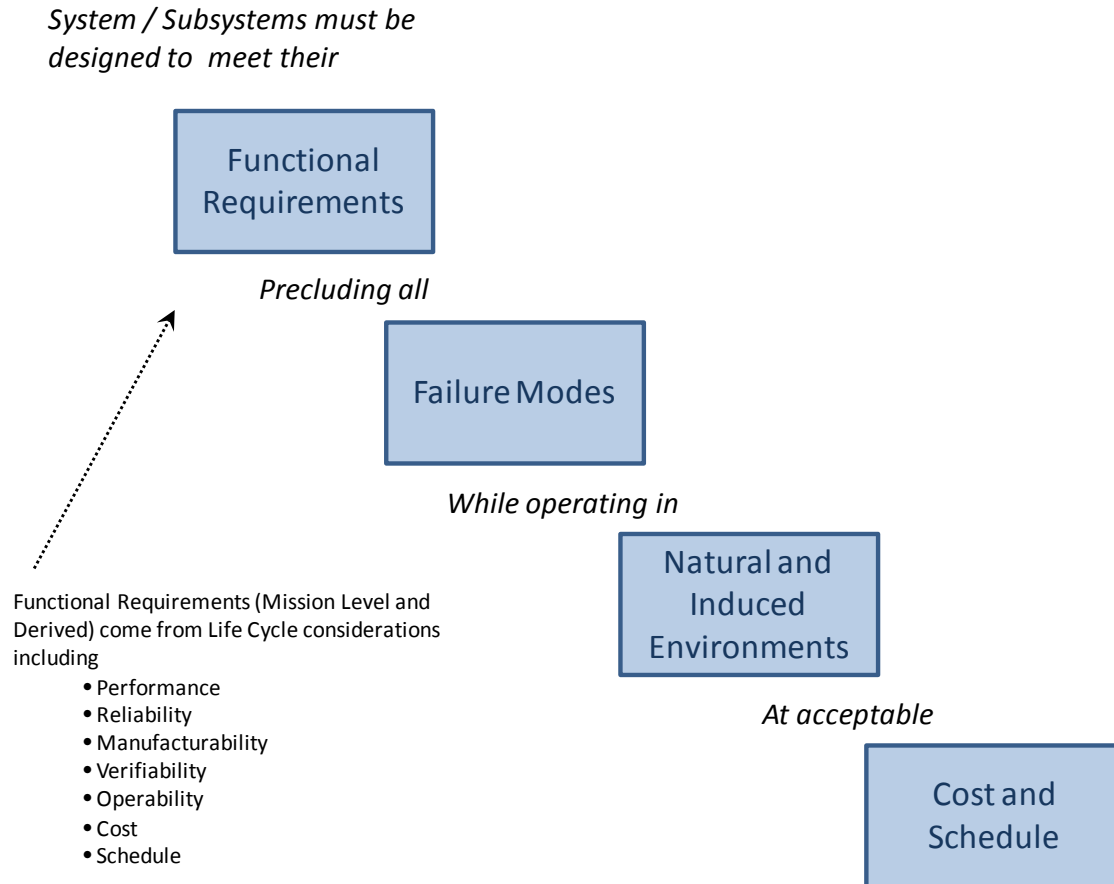 System / Subsystems must be
designed to  meet their
Functional
Requirements
Precluding all
Failure Modes
While operating in
Natural and
Induced
Environments
At acceptable
Cost and
Schedule
Functional Requirements (Mission Level and
Derived) come from Life Cycle considerations
including
• Performance
• Reliability
• Manufacturability
• Verifiability
• Operability
• Cost
• Schedule